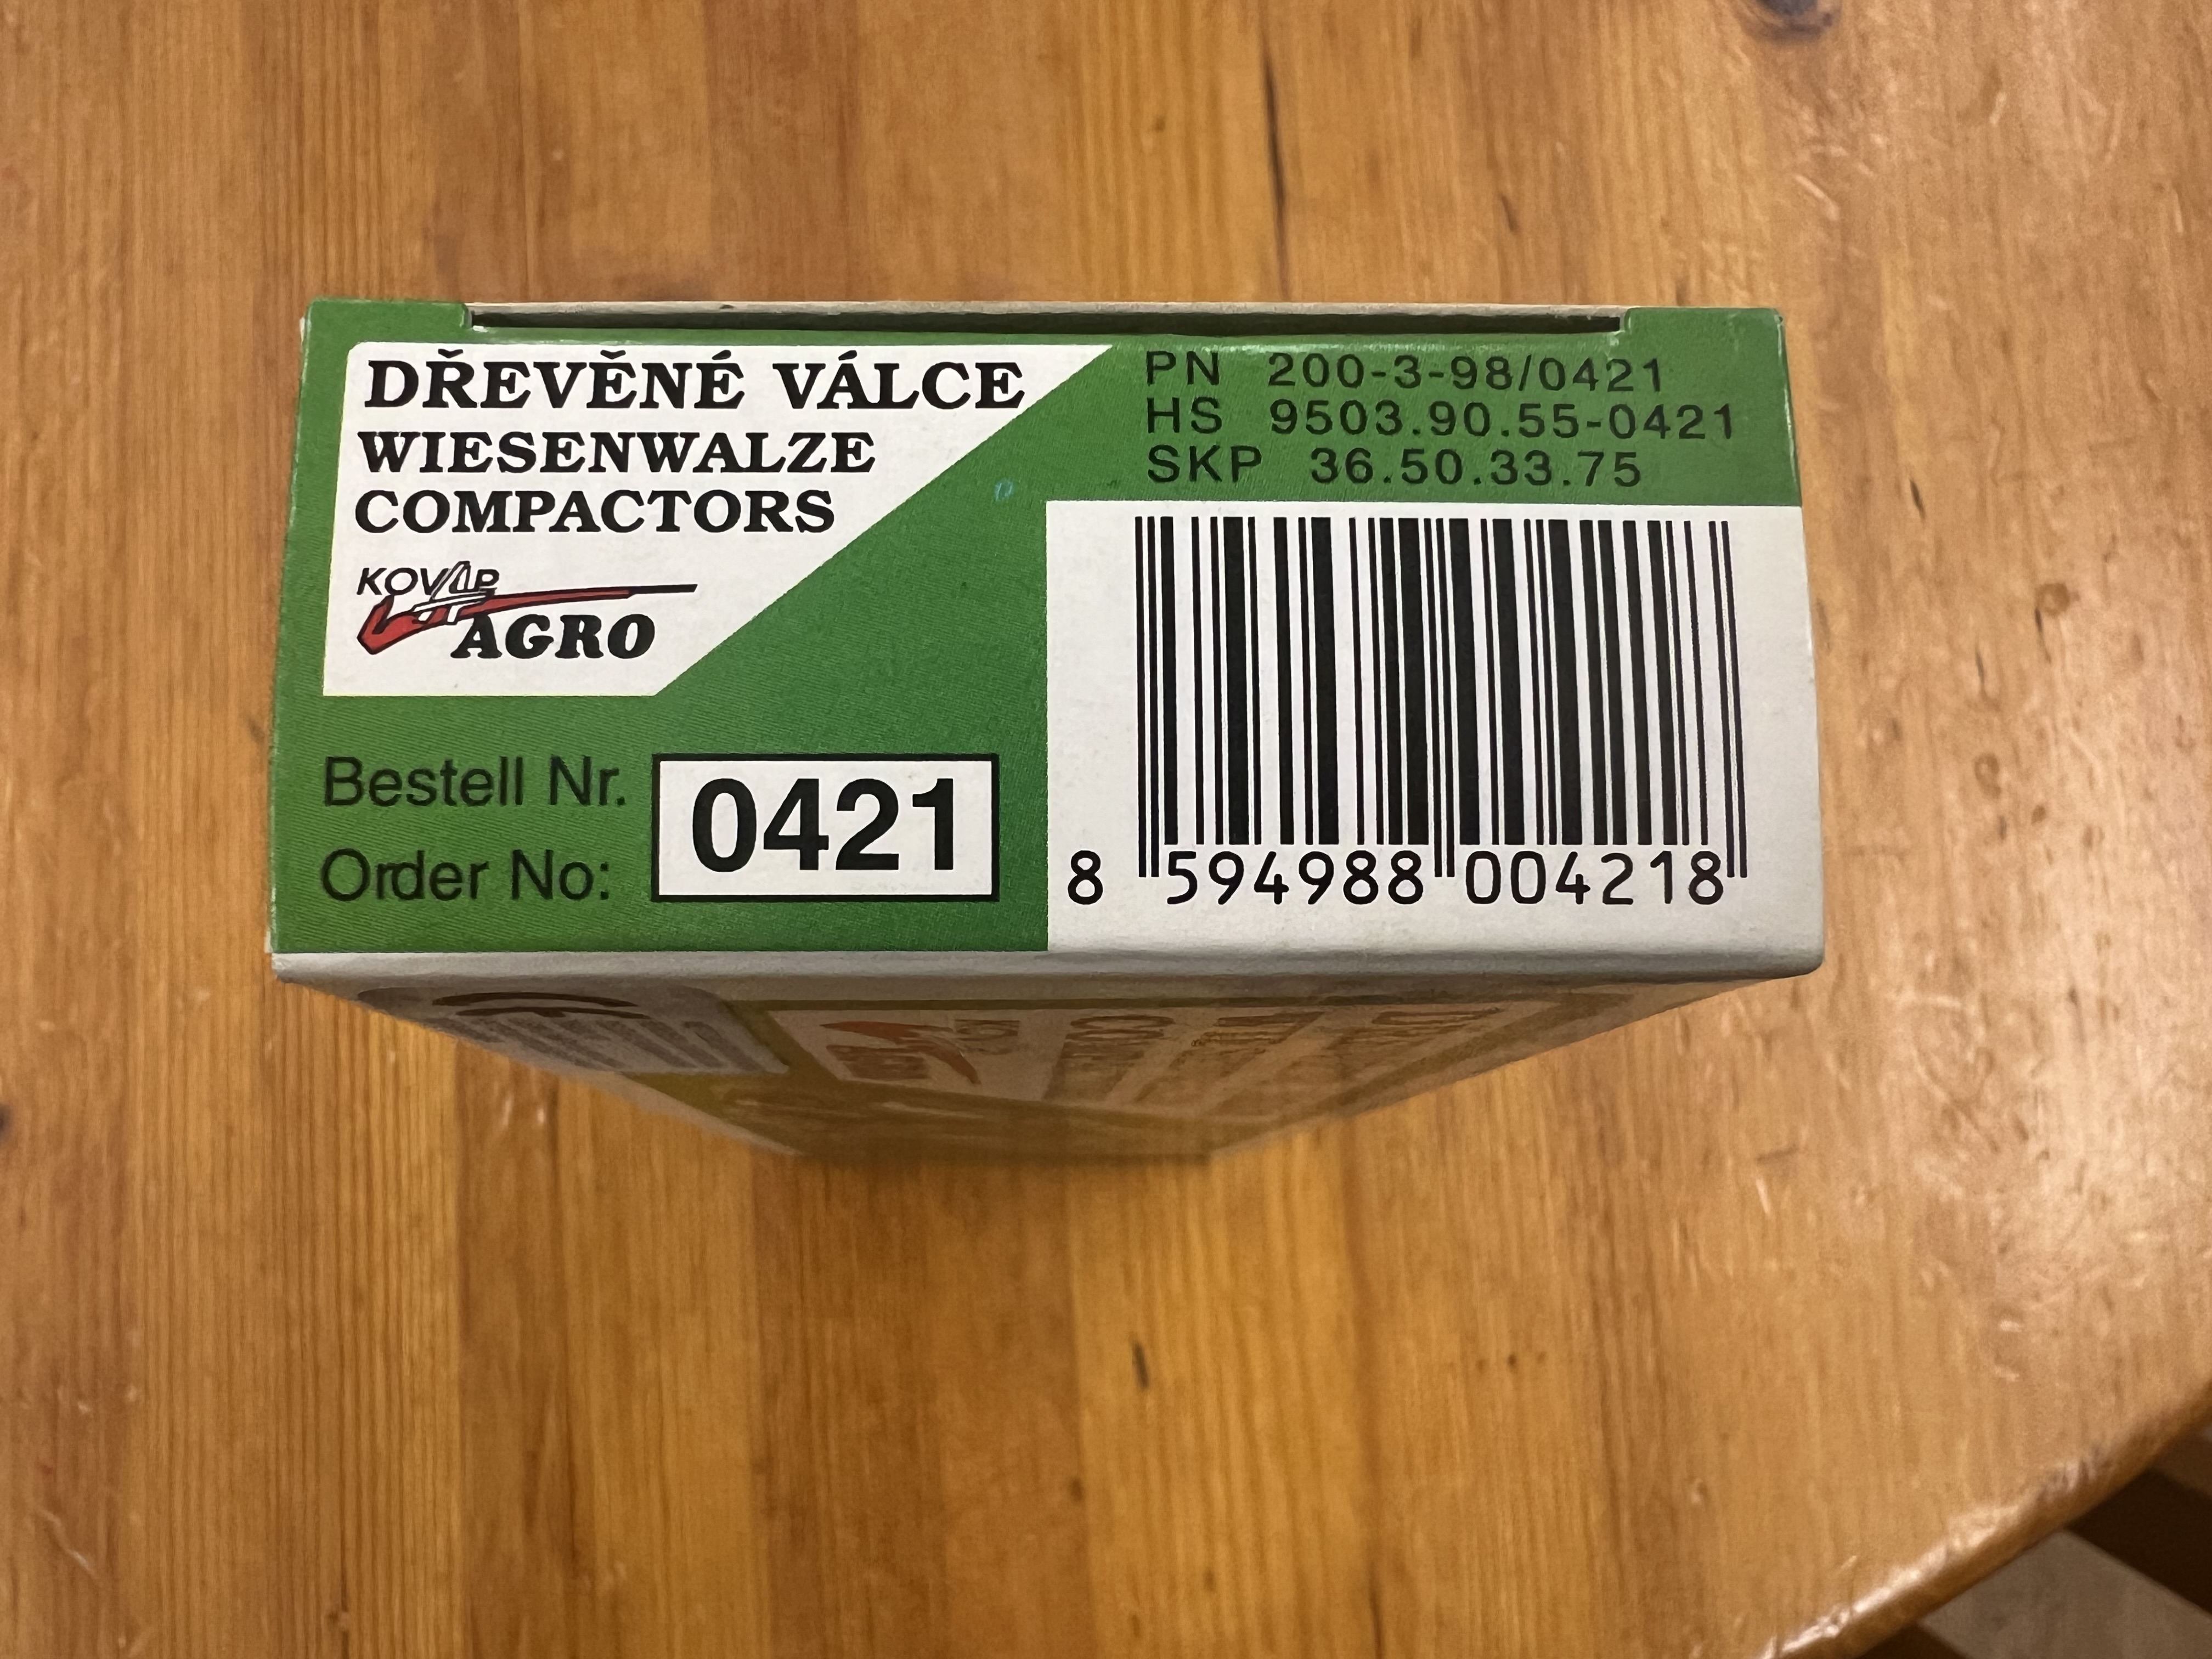 DŘEVĚNÉ VÁLCE
WIESENWALZE
COMPACTORS
KOVAP
AGRO
Bestell Nr.
Order No:
0421
PN 200-3-98/0421
HS 9503.90.55-0421
SKP 36.50.33.75
8 594988 004218